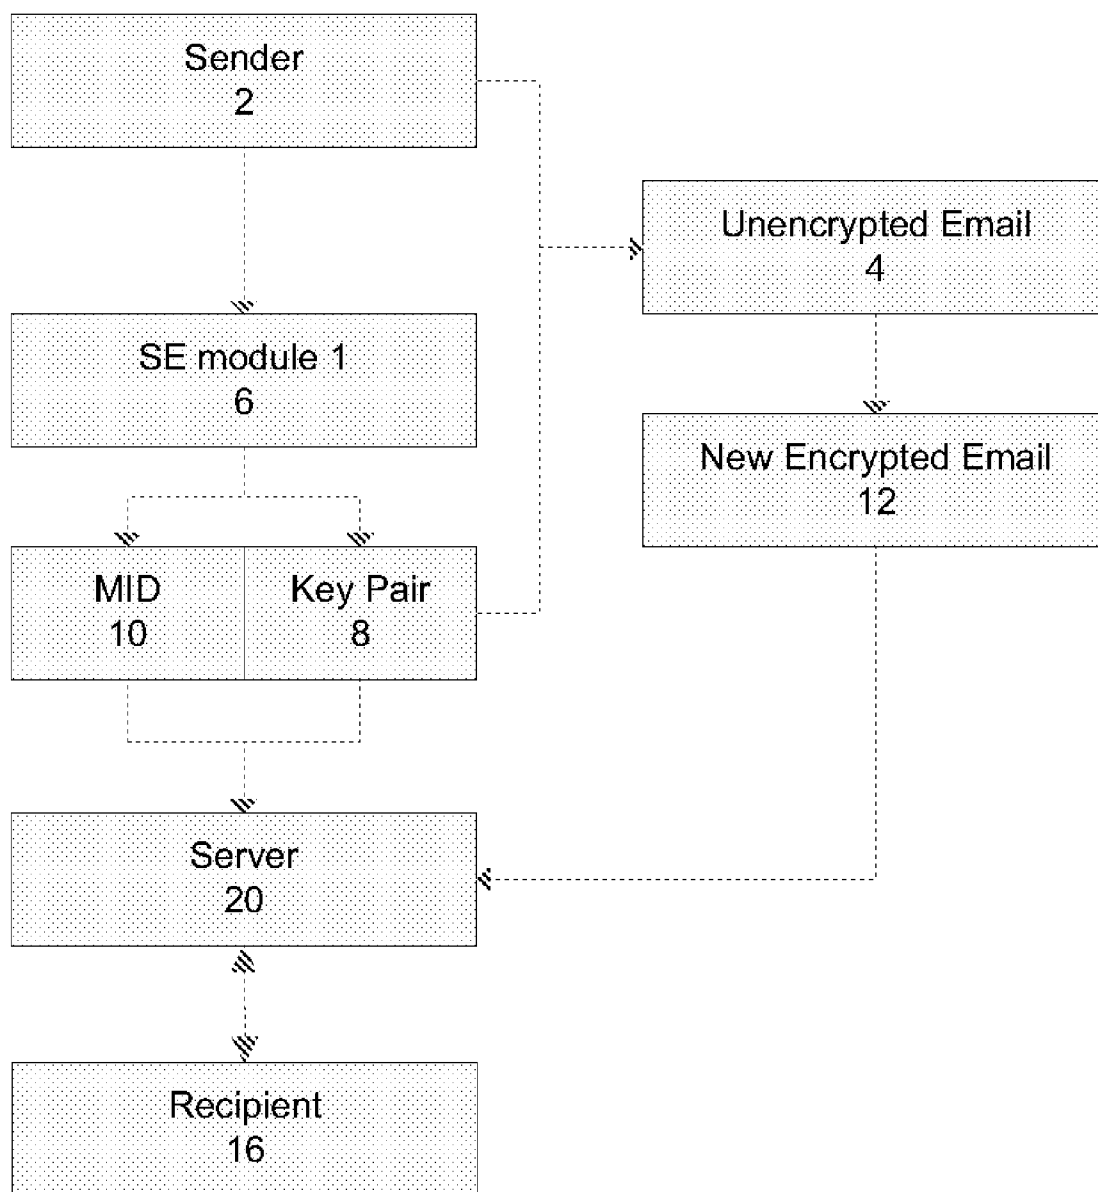 Sender
2
Unencrypted Email
4
SE module 1
6
New Encrypted Email
12
MID
10
Key Pair
8
Server
20
Recipient
16